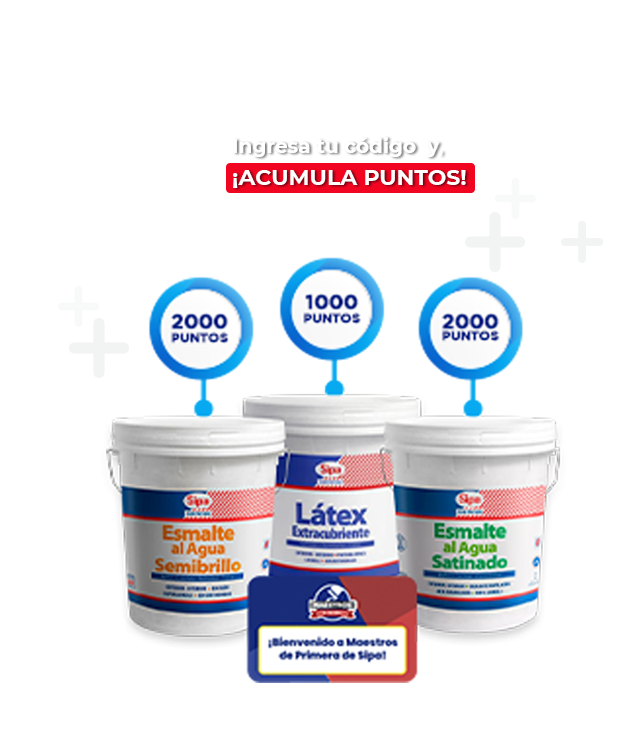 Ingresa tu código y,
¡ACUMULA PUNTOS!
2000
PUNTOS
1000
PUNTOS
2000
PUNTOS
Sipa
Esmalte
al Agua
Semibrillo
Sipa
Látex
Extracubriente
Sipa
Esmalte
al Agua
Satinado
MAESTROS
¡Bienvenido a Maestros
de Primera de Sipa!